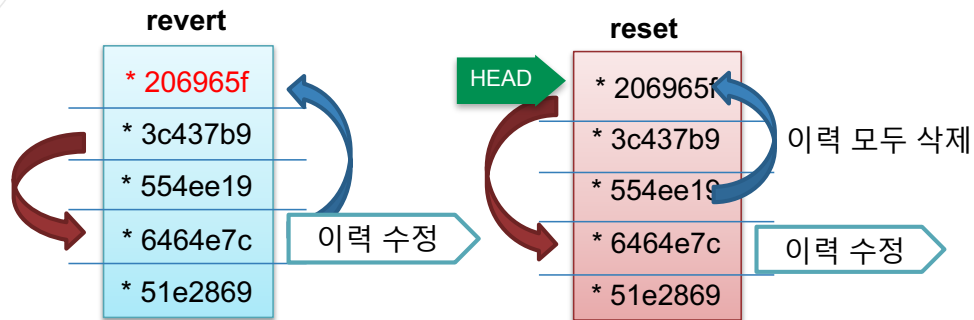 revert
* 206965f
* 3c437b9
* 554ee19
* 6464e7c
* 51e2869
이력 수정
reset
HEAD
* 206965f
* 3c437b9
* 554ee19
* 6464e7c
* 51e2869
이력 모두 삭제
이력 수정